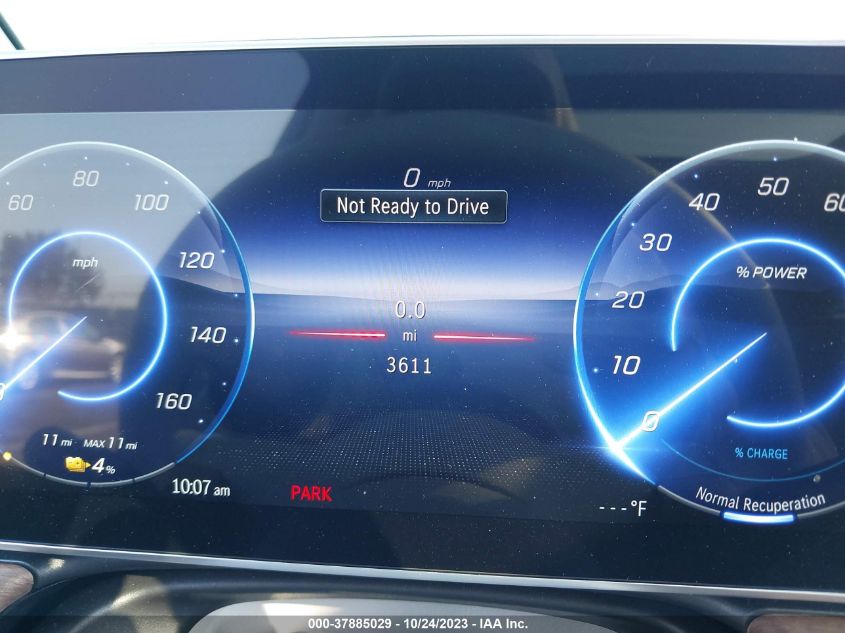 0 mph
Not Ready to Drive
60 80 100 120 140 160
mph
11 mi MAX 11 mi
4%
10:07 am
PARK
0.0
mi
3611
0 10 20 30 40 50 60
% POWER
% CHARGE
Normal Recuperation
---°F
000-37885029 - 10/24/2023 - IAA Inc.